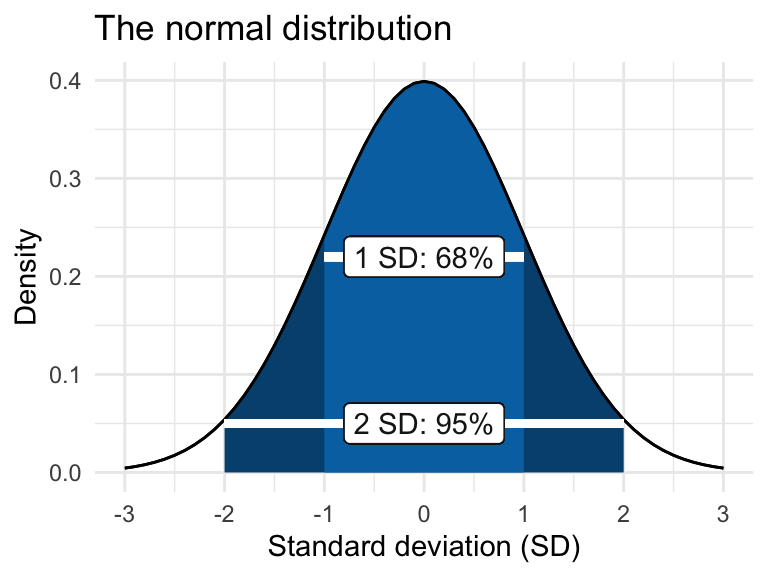 The normal distribution
0.4
0.3
0.2
0.1
0.0
Density
1 SD: 68%
2 SD: 95%
-3 -2 -1 0 1 2 3
Standard deviation (SD)